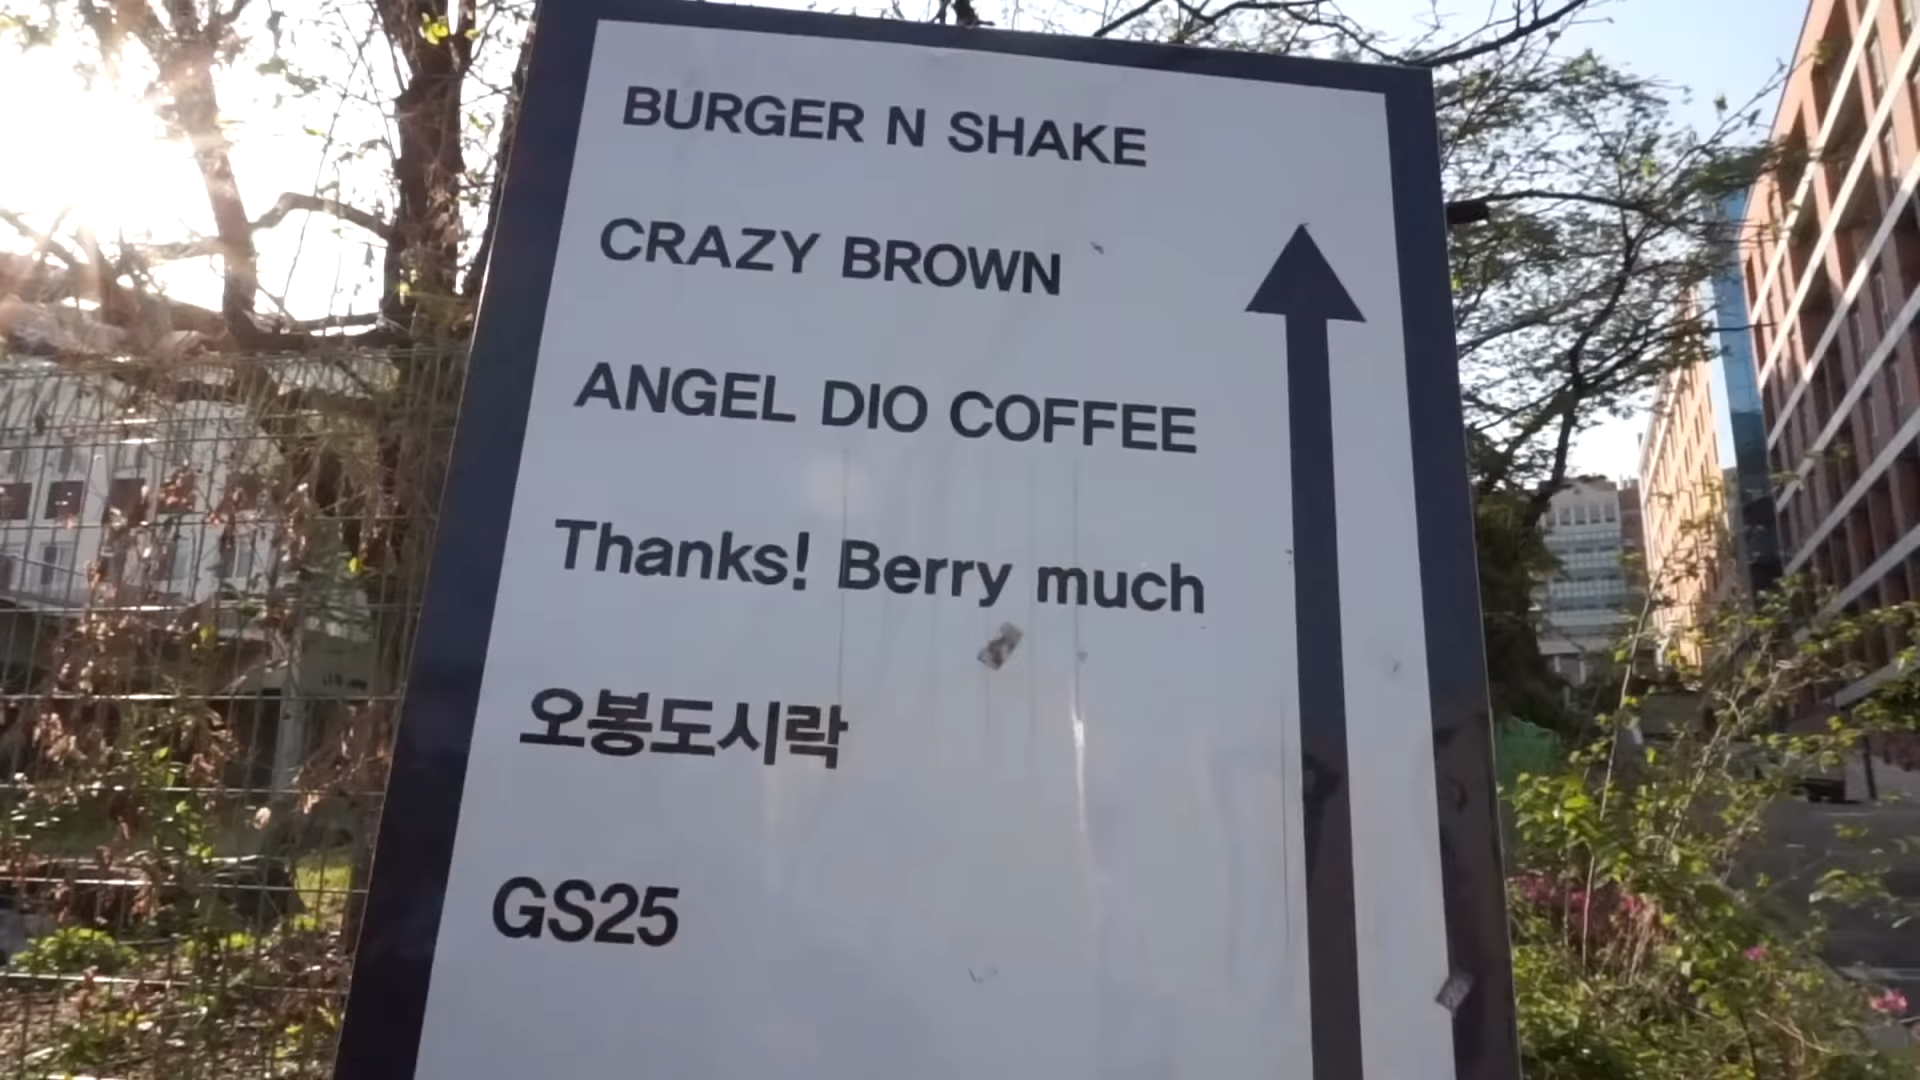 BURGER N SHAKE
CRAZY BROWN
ANGEL DIO COFFEE
Thanks! Berry much
오봉도시락
GS25